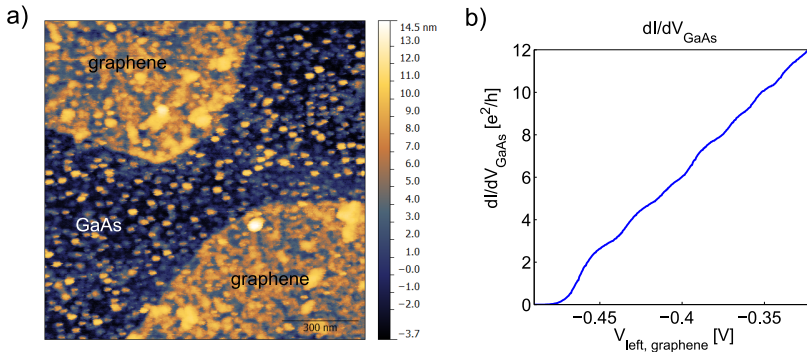 a)
graphene
GaAs
graphene
300 nm
14.5 nm
13.0
12.0
11.0
10.0
9.0
8.0
7.0
6.0
5.0
4.0
3.0
2.0
1.0
−0.0
−1.0
−2.0
−3.7
b)
dI/dV_GaAs
dI/dV_GaAs [e²/h]
12
10
8
6
4
2
0
−0.45
−0.4
−0.35
V_left, graphene [V]